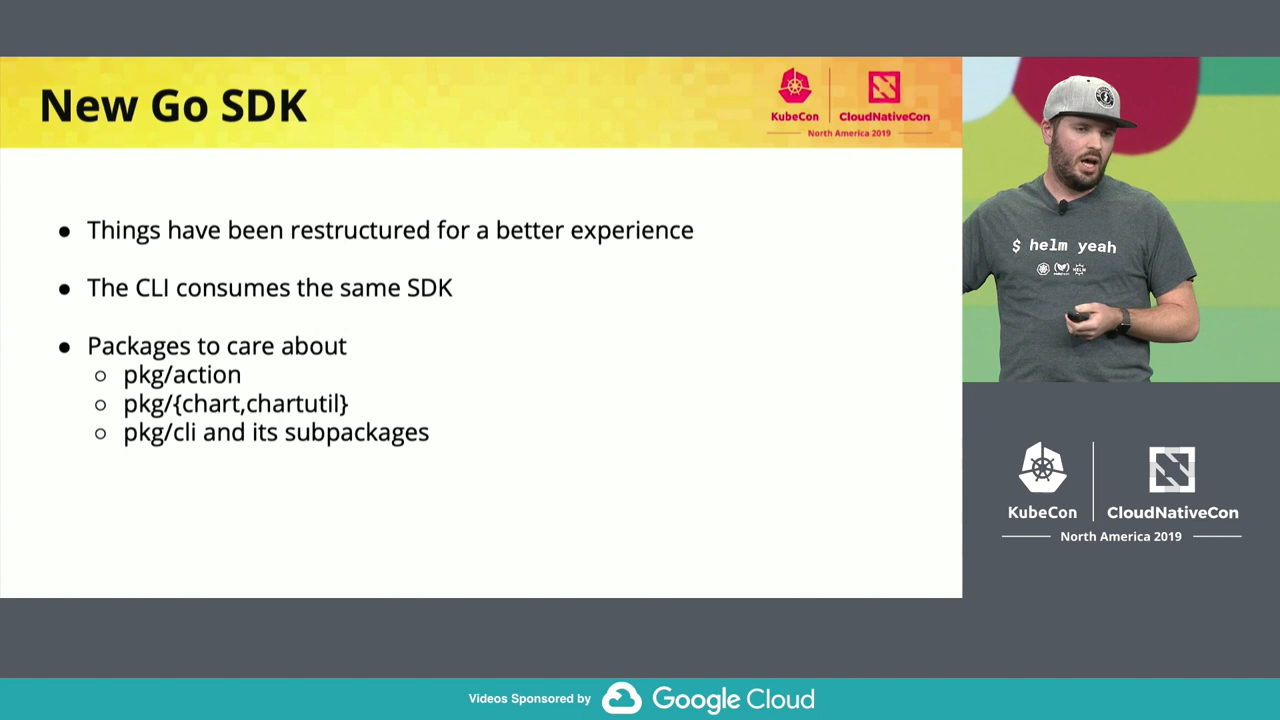 New Go SDK
KubeCon
CloudNativeCon
North America 2019
● Things have been restructured for a better experience
● The CLI consumes the same SDK
● Packages to care about
○ pkg/action
○ pkg/{chart,chartutil}
○ pkg/cli and its subpackages
$ helm yeah
HELM
KubeCon
CloudNativeCon
North America 2019
Videos Sponsored by
Google Cloud